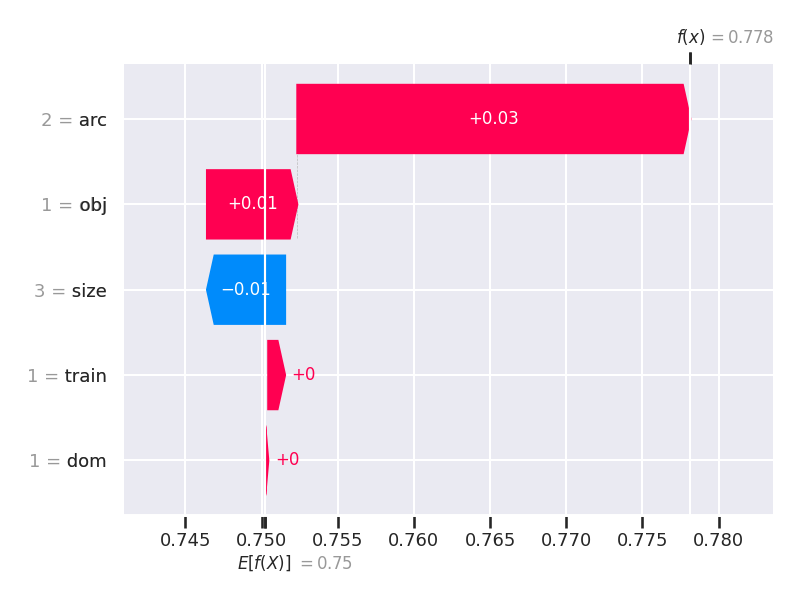 f(x) = 0.778
2 = arc
+0.03
1 = obj
+0.01
3 = size
−0.01
1 = train
+0
1 = dom
+0
0.745 0.750 0.755 0.760 0.765 0.770 0.775 0.780
E[f(X)] = 0.75